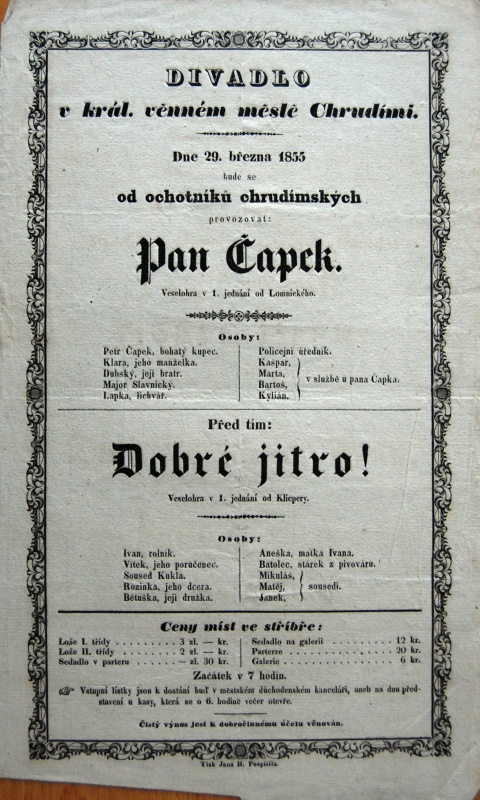 DIVADLO
v král. věnném městě Chrudími.
Dne 29. března 1855
bude se
od ochotníků chrudímských
provozovat:
Pan Čapek.
Veselohra v 1. jednání od Lomnického.
Osoby:
Petr Čapek, bohatý kupec.
Klara, jeho manželka.
Dubský, její bratr.
Major Slavnický.
Lapka, lichvář.
Policejní úředník.
Kašpar,
Marta,
Bartoš,
Kylián,
v službě u pana Čapka.
Před tím:
Dobré jitro!
Veselohra v 1. jednání od Klicpery.
Osoby:
Ivan, rolník.
Vítek, jeho poručenec.
Soused Kukla.
Rozínka, jeho dcera.
Bětuška, její družka.
Aneška, matka Ivana.
Batolec, stárek z pivováru.
Mikuláš,
Matěj,
Janek,
sousedi.
Ceny míst ve stříbře:
Lože I. třídy . . . . . . . . . 3 zl. — kr.
Lože II. třídy . . . . . . . . . 2 zl. — kr.
Sedadlo v parteru . . . . . . . — zl. 30 kr.
Sedadlo na galerii . . . . . . . . . 12 kr.
Parterre . . . . . . . . . . . . 20 kr.
Galerie . . . . . . . . . . . . . 6 kr.
Začátek v 7 hodin.
☞ Vstupní lístky jsou k dostání buď v městském důchodenském kanceláři, aneb na dnu před-
stavení u kasy, která se o 6. hodině večer otevře.
Čistý výnos jest k dobročinnému účelu věnován.
Tisk Jana H. Pospíšila.